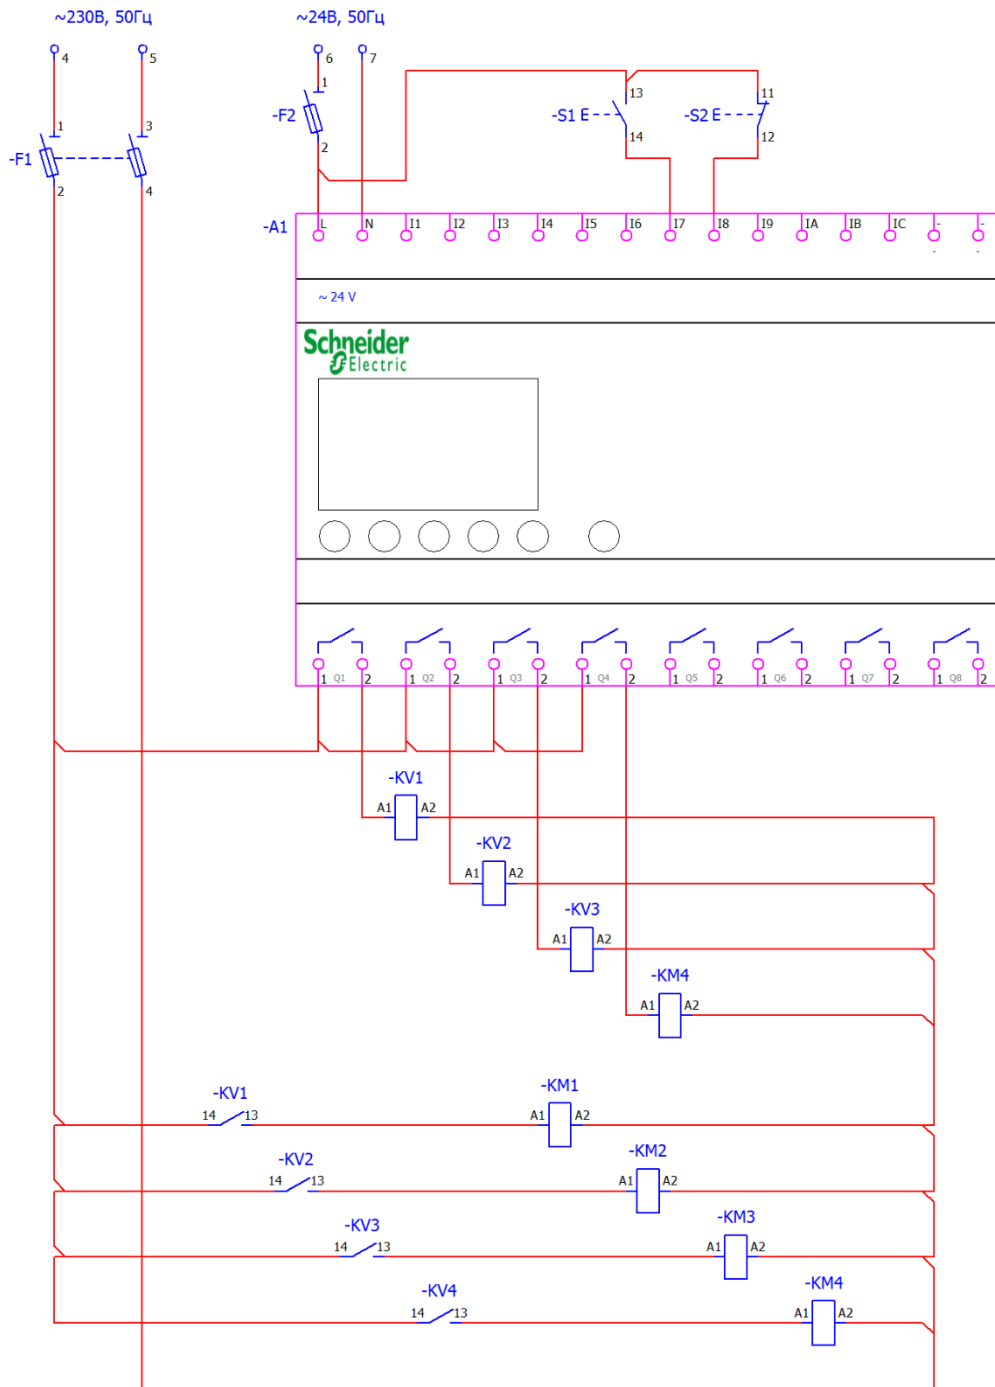 ~230В, 50Гц
~24В, 50Гц
4
5
6
7
1
13
11
-F2
-S1
E
-S2
E
1
3
2
14
12
-F1
2
4
-A1
L
N
I1
I2
I3
I4
I5
I6
I7
I8
I9
IA
IB
IC
-
-
-
-
~ 24 V
Schneider
Electric
1 Q1 2
1 Q2 2
1 Q3 2
1 Q4 2
1 Q5 2
1 Q6 2
1 Q7 2
1 Q8 2
-KV1
A1 A2
-KV2
A1 A2
-KV3
A1 A2
-KM4
A1 A2
-KV1
14 13
-KM1
A1 A2
-KV2
14 13
-KM2
A1 A2
-KV3
14 13
-KM3
A1 A2
-KV4
14 13
-KM4
A1 A2